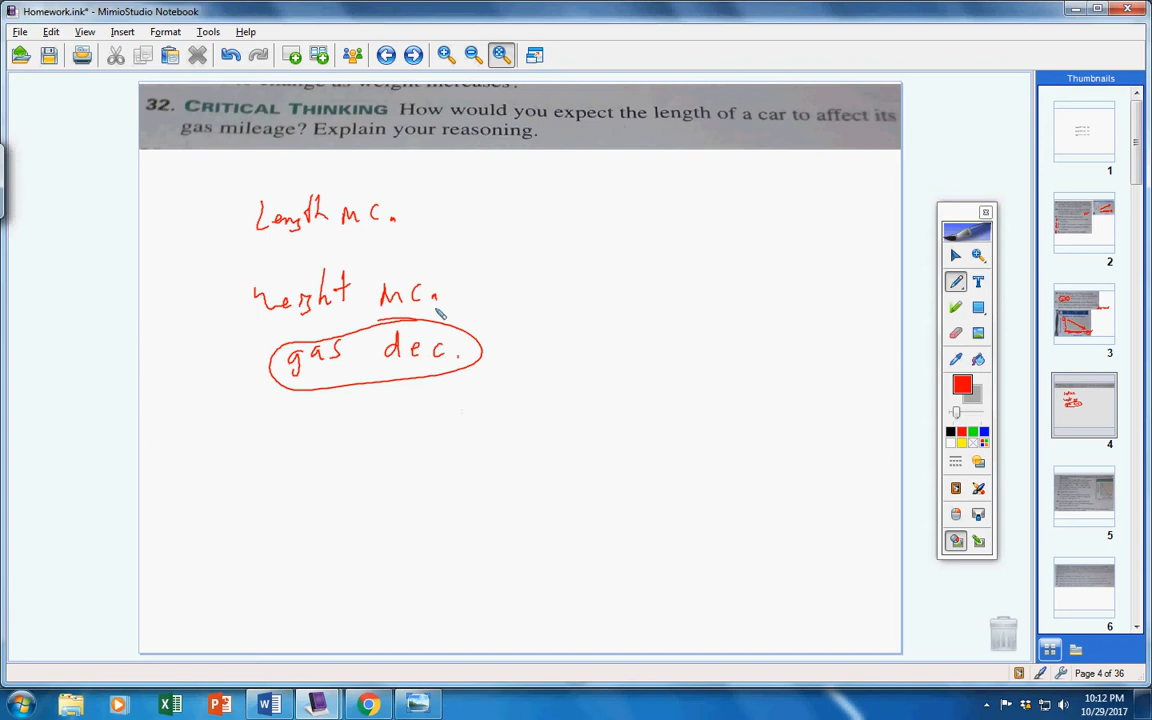 Homework.ink* - MimioStudio Notebook
File Edit View Insert Format Tools Help
32. CRITICAL THINKING How would you expect the length of a car to affect its
gas mileage? Explain your reasoning.
Length inc.
weight inc.
gas dec.
Thumbnails
1
2
3
4
5
6
Page 4 of 36
10:12 PM
10/29/2017